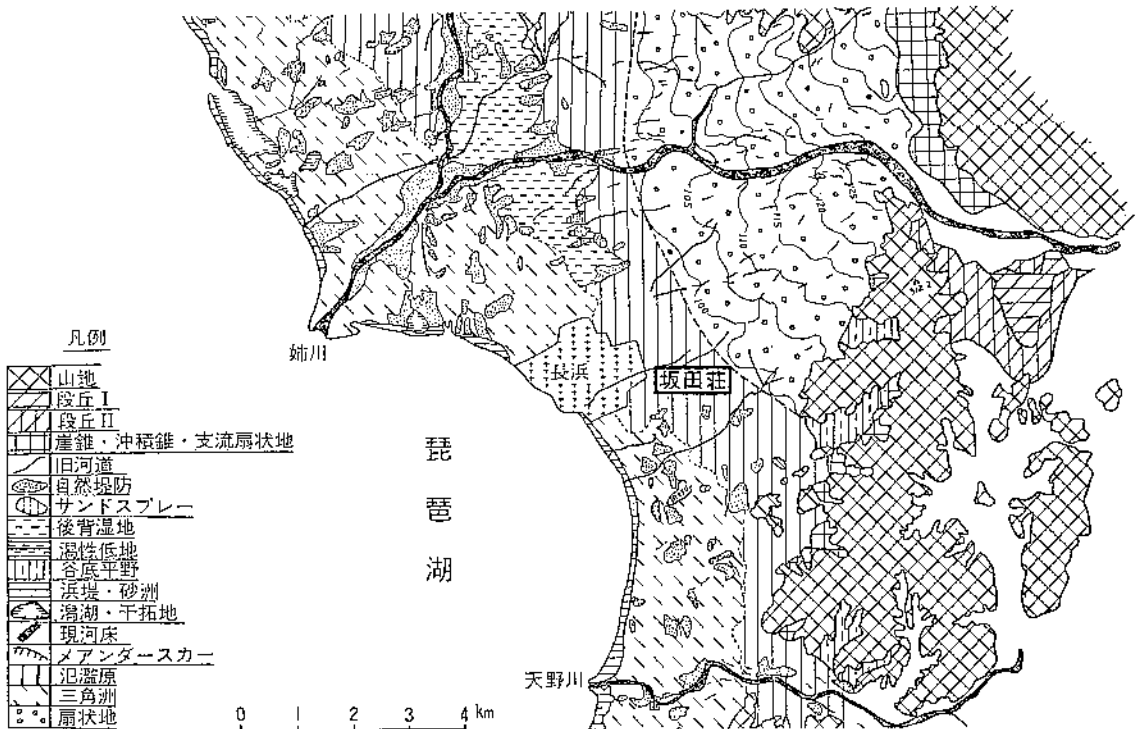 105
110
115
120
125
100
312.2
長浜
坂田荘
姉川
天野川
琵
琶
湖
凡例
山地
段丘Ⅰ
段丘Ⅱ
崖錐・沖積錐・支流扇状地
旧河道
自然堤防
サンドスプレー
後背湿地
潟性低地
谷底平野
浜堤・砂洲
潟湖・干拓地
現河床
メアンダースカー
氾濫原
三角洲
扇状地
0 1 2 3 4 km